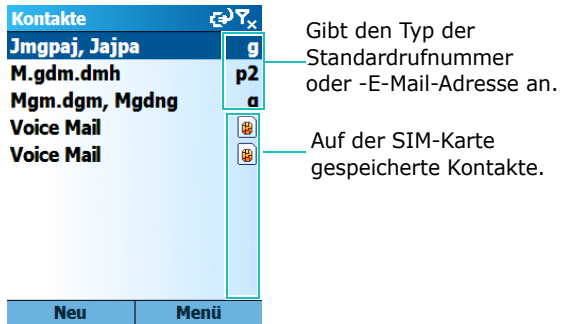 Kontakte
Jmgpaj, Jajpa g
M.gdm.dmh p2
Mgm.dgm, Mgdng g
Voice Mail
Voice Mail
Neu Menü
Gibt den Typ der
Standardrufnummer
oder -E-Mail-Adresse an.
Auf der SIM-Karte
gespeicherte Kontakte.